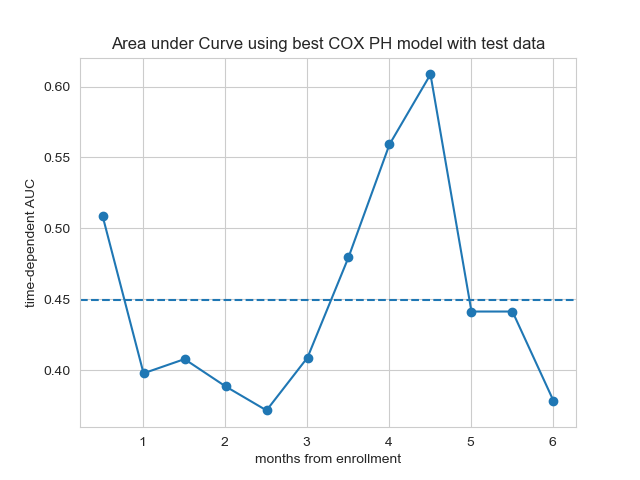 Area under Curve using best COX PH model with test data
time-dependent AUC
0.60
0.55
0.50
0.45
0.40
1 2 3 4 5 6
months from enrollment